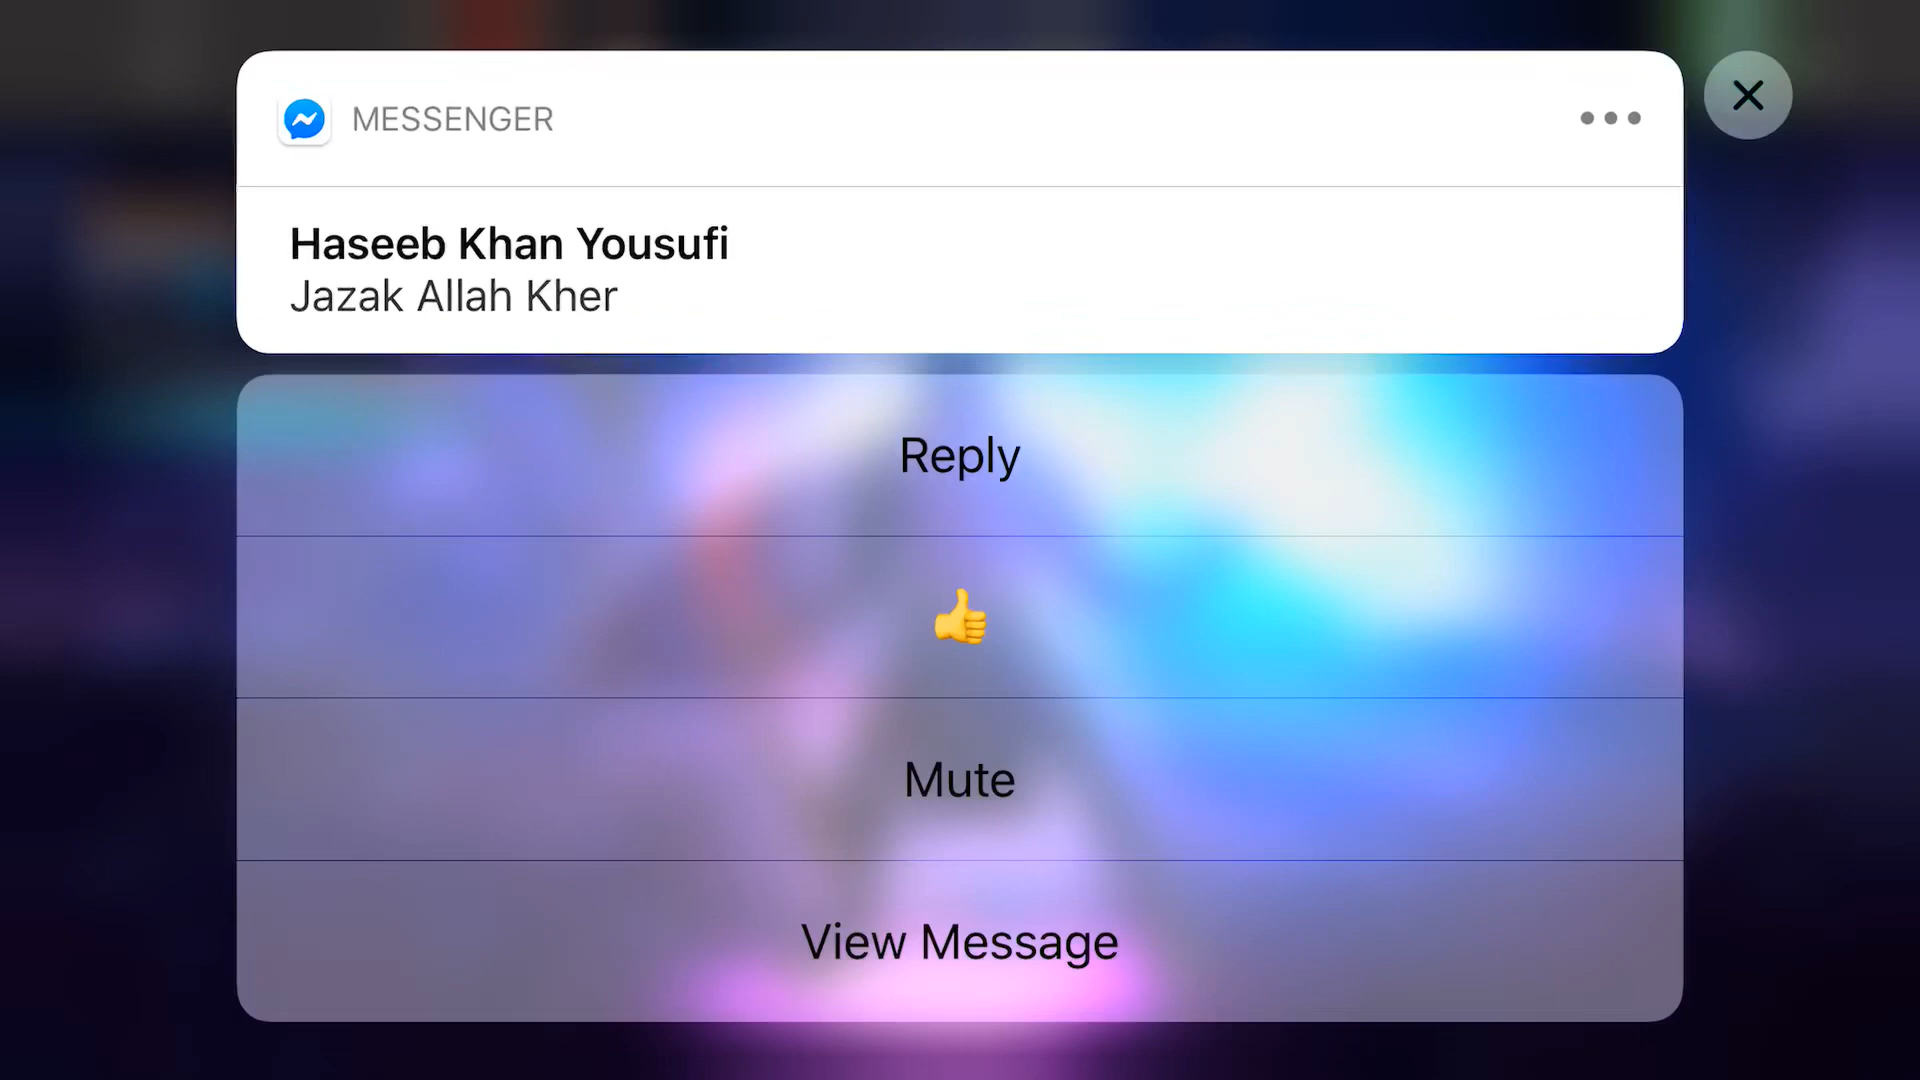 MESSENGER
Haseeb Khan Yousufi
Jazak Allah Kher
Reply
👍
Mute
View Message